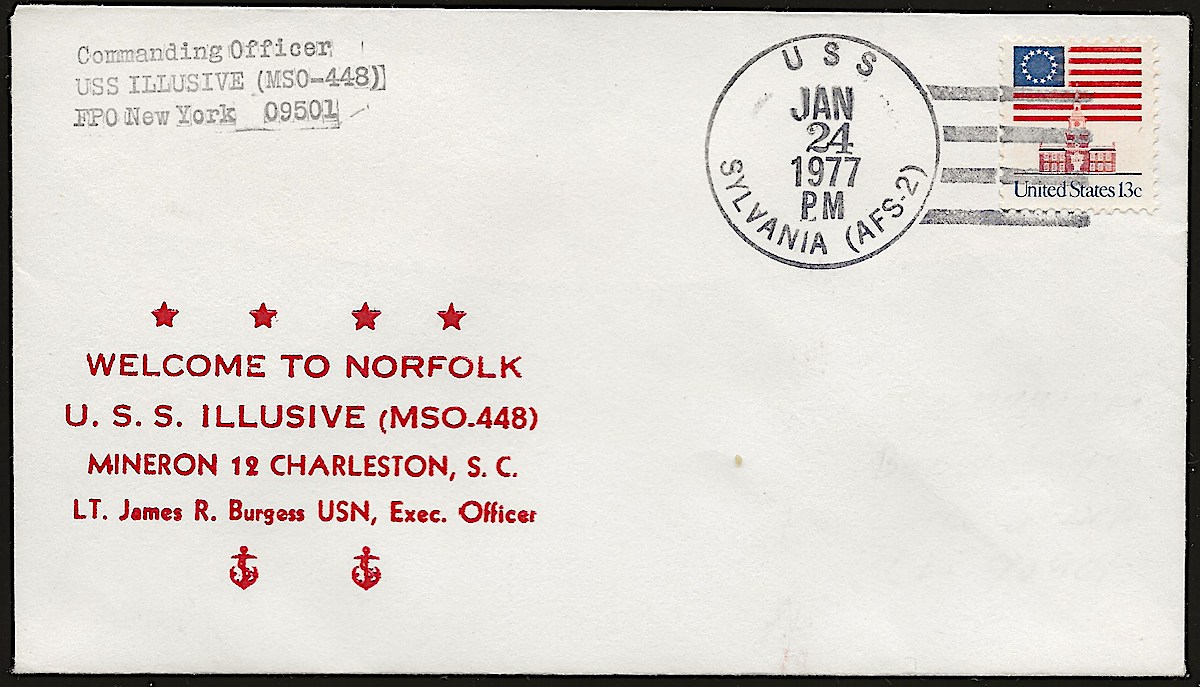 Commanding Officer
USS ILLUSIVE (MSO-448)
FPO New York 09501
USS
JAN
24
1977
PM
SYLVANIA (AFS-2)
United States 13c
WELCOME TO NORFOLK
U. S. S. ILLUSIVE (MSO-448)
MINERON 12 CHARLESTON, S. C.
LT. James R. Burgess USN, Exec. Officer